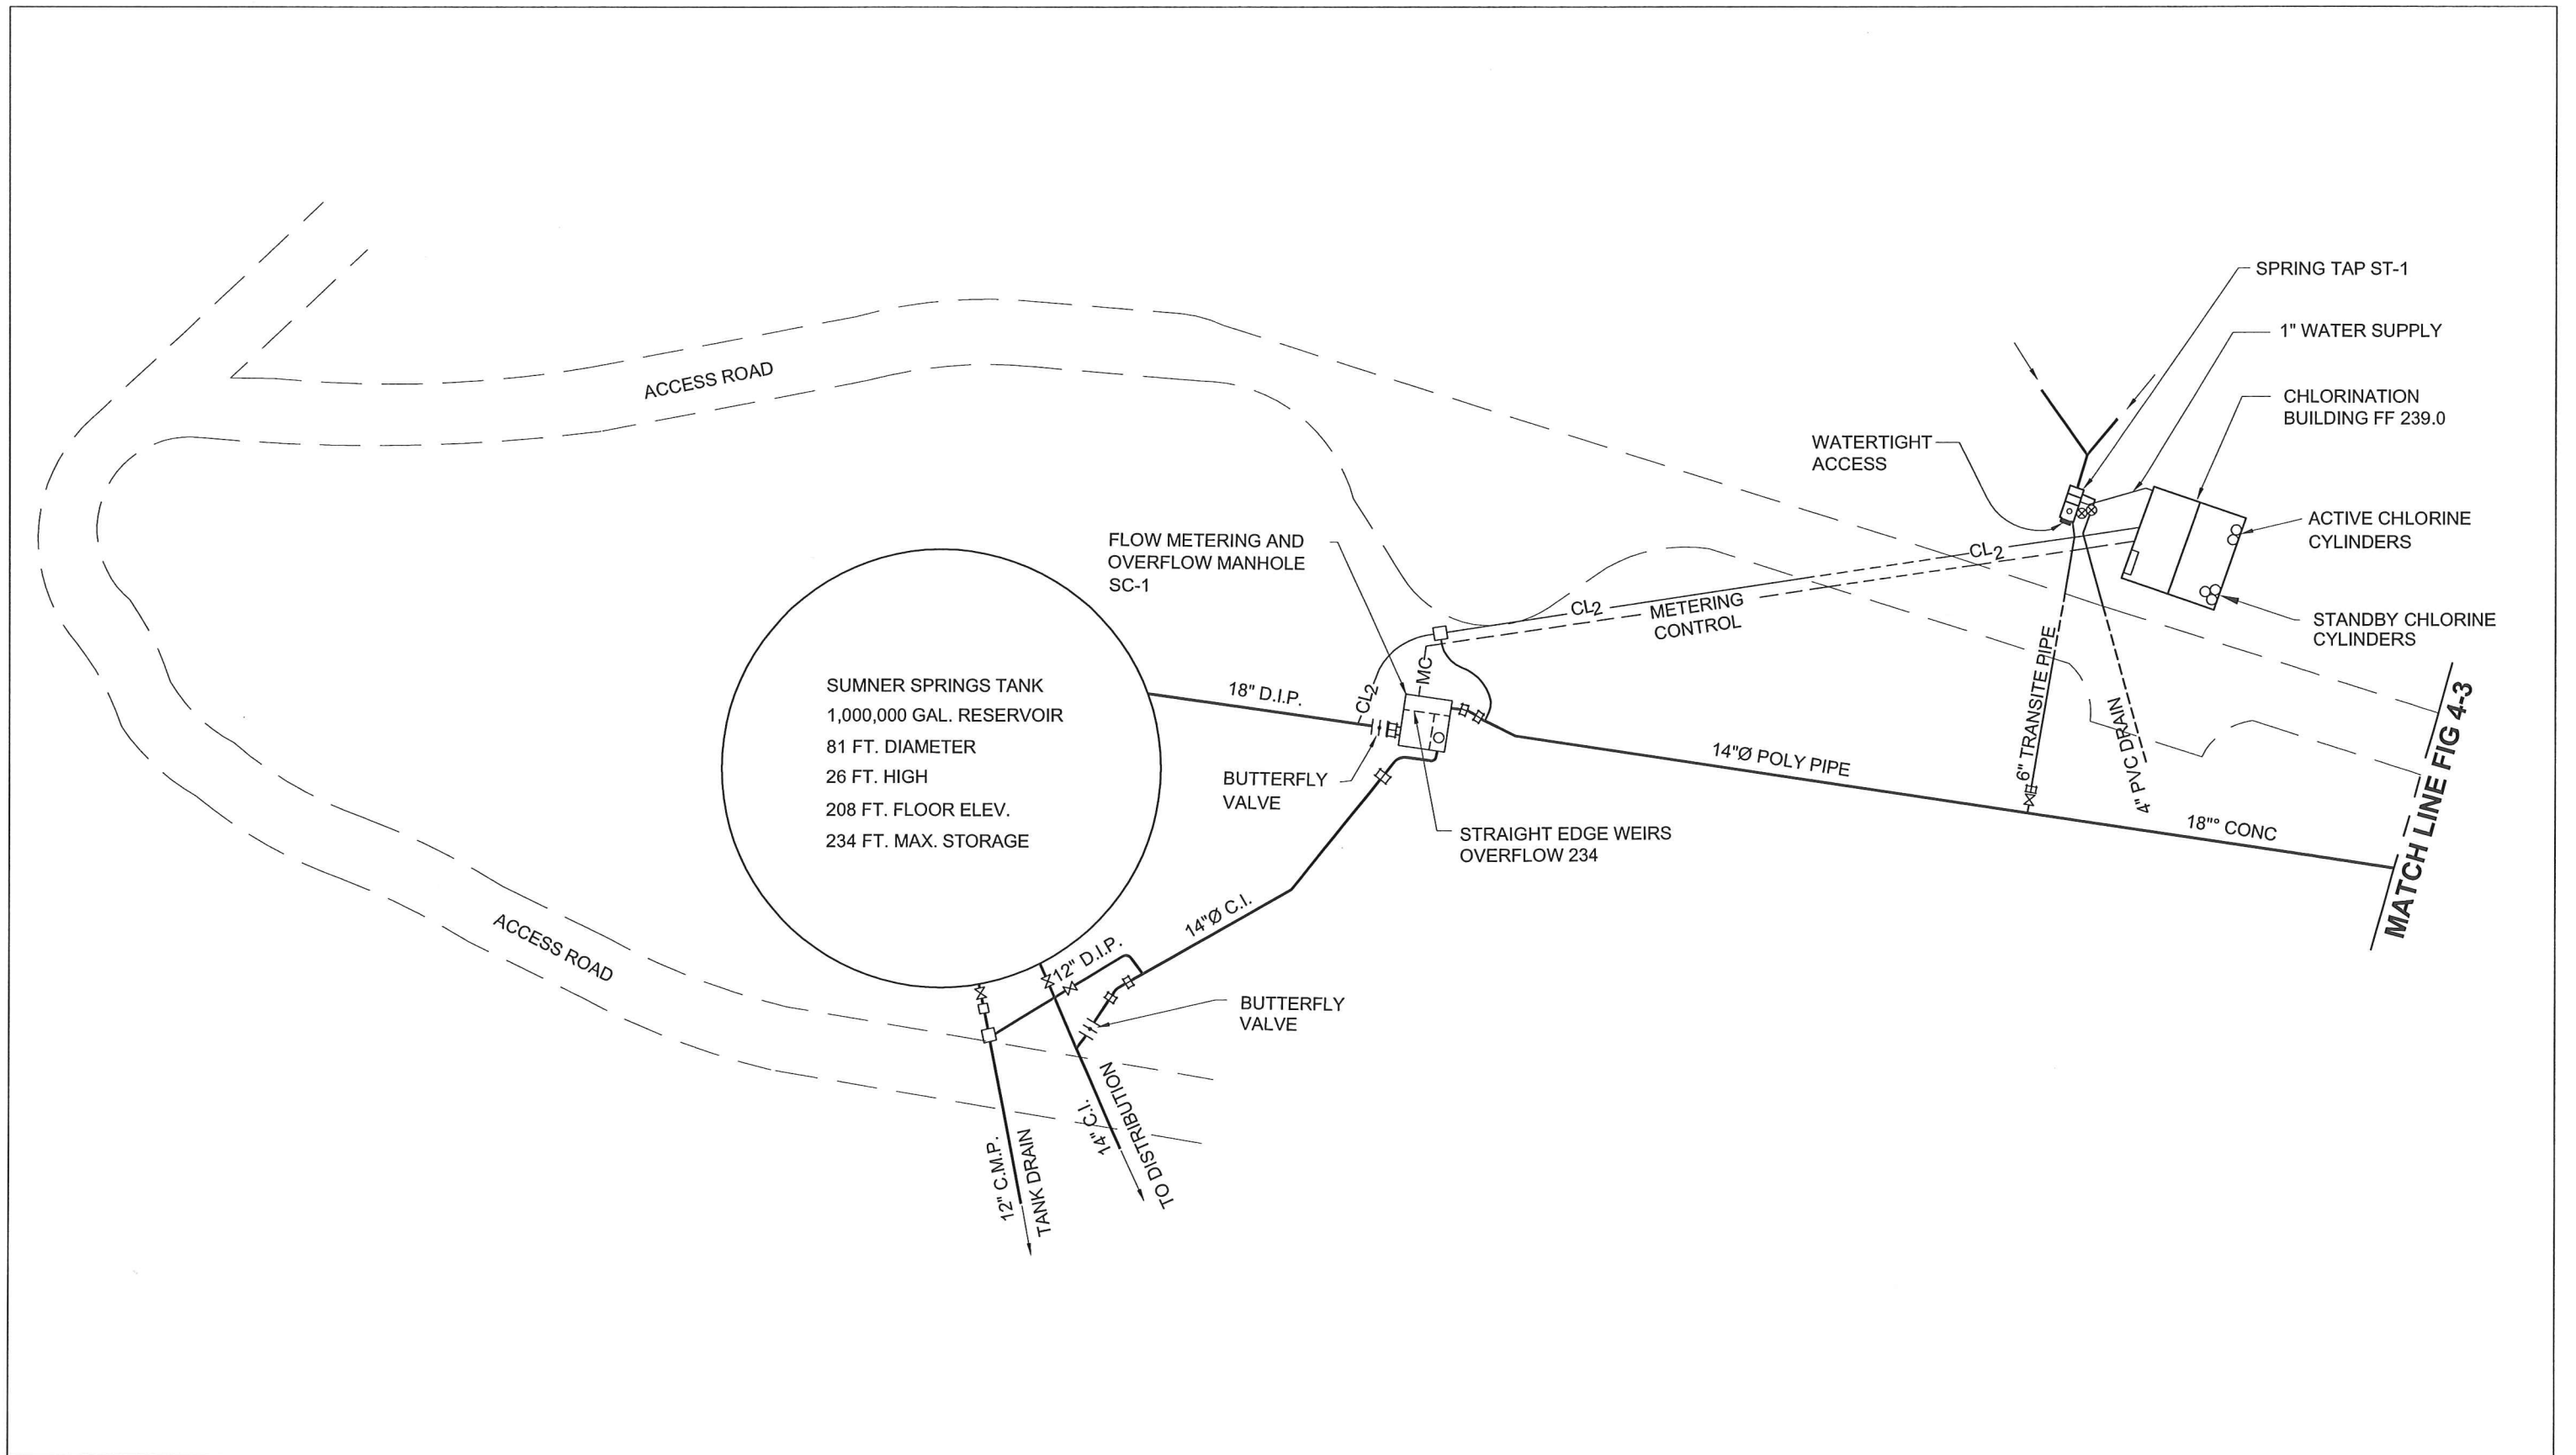 SPRING TAP ST-1
1" WATER SUPPLY
CHLORINATION
BUILDING FF 239.0
ACCESS ROAD
WATERTIGHT
ACCESS
ACTIVE CHLORINE
CYLINDERS
FLOW METERING AND
OVERFLOW MANHOLE
SC-1
CL2
CL2
METERING
CONTROL
STANDBY CHLORINE
CYLINDERS
MC
CL2
18" D.I.P.
SUMNER SPRINGS TANK
1,000,000 GAL. RESERVOIR
81 FT. DIAMETER
26 FT. HIGH
208 FT. FLOOR ELEV.
234 FT. MAX. STORAGE
6" TRANSITE PIPE
4" PVC DRAIN
MATCH LINE FIG 4-3
14"Ø POLY PIPE
BUTTERFLY
VALVE
STRAIGHT EDGE WEIRS
OVERFLOW 234
18"° CONC
14"Ø C.I.
ACCESS ROAD
12" D.I.P.
BUTTERFLY
VALVE
14" C.I.
TO DISTRIBUTION
12" C.M.P.
TANK DRAIN